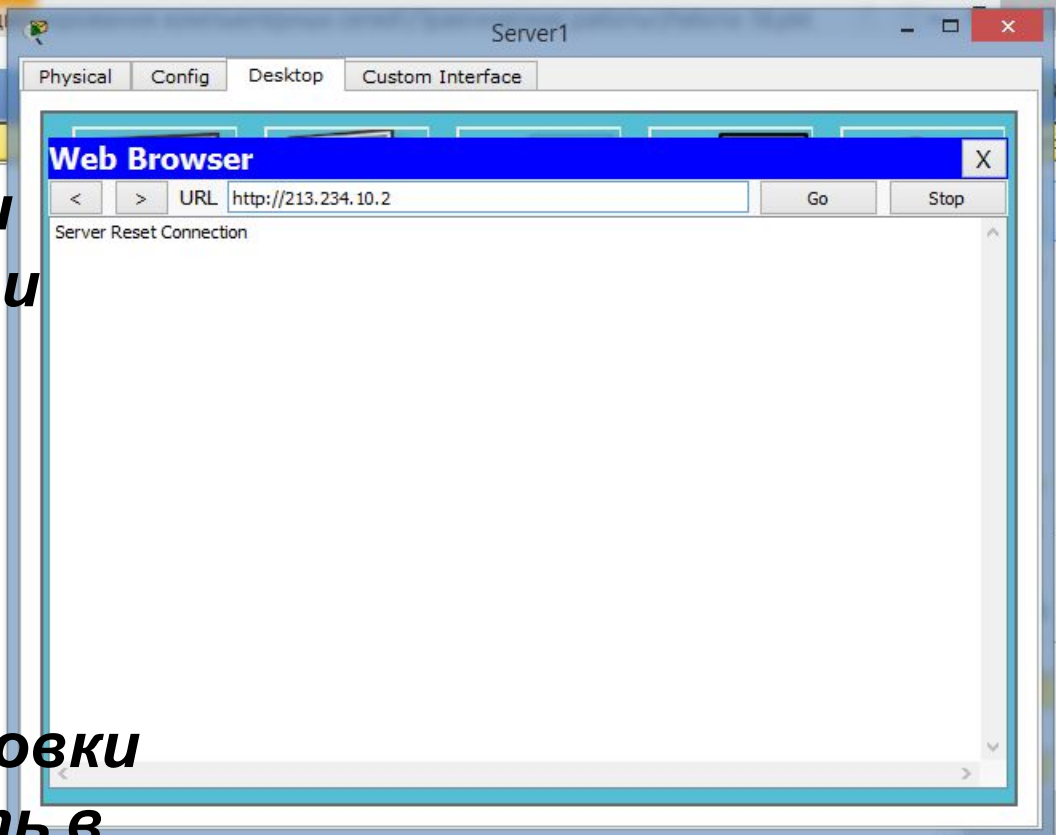 Server1
Physical Config Desktop Custom Interface
Web Browser X
< > URL http://213.234.10.2 Go Stop
Server Reset Connection
и
овки
в